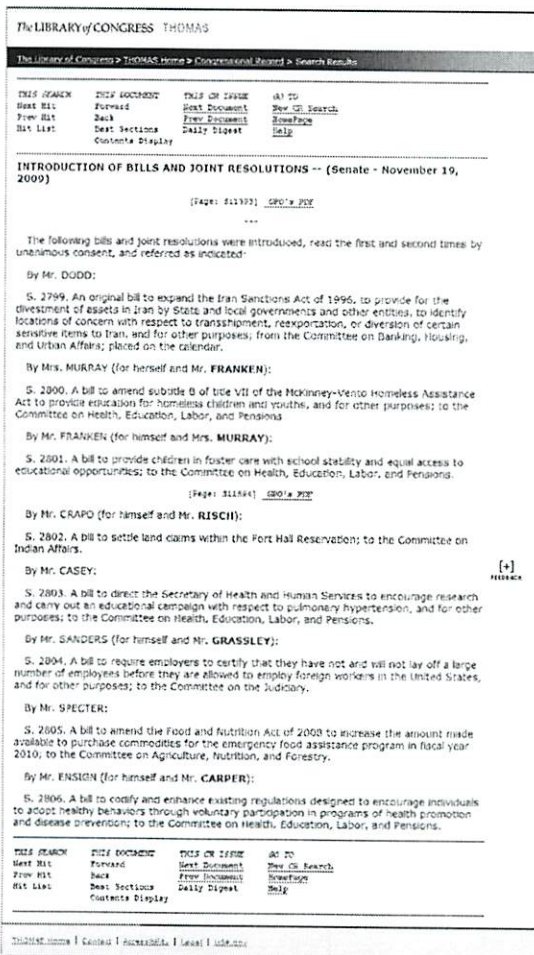 The LIBRARY of CONGRESS THOMAS
The Library of Congress > THOMAS Home > Congressional Record > Search Results
THIS SEARCH THIS DOCUMENT THIS CR ISSUE GO TO
Next Hit Forward Next Document New CR Search
Prev Hit Back Prev Document HomePage
Hit List Best Sections Daily Digest Help
Contents Display
INTRODUCTION OF BILLS AND JOINT RESOLUTIONS -- (Senate - November 19,
2009)
[Page: S11593] GPO's PDF
---
The following bills and joint resolutions were introduced, read the first and second times by
unanimous consent, and referred as indicated:
By Mr. DODD:
S. 2799. An original bill to expand the Iran Sanctions Act of 1996, to provide for the
divestment of assets in Iran by State and local governments and other entities, to identify
locations of concern with respect to transshipment, reexportation, or diversion of certain
sensitive items to Iran, and for other purposes; from the Committee on Banking, Housing,
and Urban Affairs; placed on the calendar.
By Mrs. MURRAY (for herself and Mr. FRANKEN):
S. 2800. A bill to amend subtitle B of title VII of the McKinney-Vento Homeless Assistance
Act to provide education for homeless children and youths, and for other purposes; to the
Committee on Health, Education, Labor, and Pensions
By Mr. FRANKEN (for himself and Mrs. MURRAY):
S. 2801. A bill to provide children in foster care with school stability and equal access to
educational opportunities; to the Committee on Health, Education, Labor, and Pensions.
[Page: S11594] GPO's PDF
By Mr. CRAPO (for himself and Mr. RISCH):
S. 2802. A bill to settle land claims within the Fort Hall Reservation; to the Committee on
Indian Affairs.
[+]
FEEDBACK
By Mr. CASEY:
S. 2803. A bill to direct the Secretary of Health and Human Services to encourage research
and carry out an educational campaign with respect to pulmonary hypertension, and for other
purposes; to the Committee on Health, Education, Labor, and Pensions.
By Mr. SANDERS (for himself and Mr. GRASSLEY):
S. 2804. A bill to require employers to certify that they have not and will not lay off a large
number of employees before they are allowed to employ foreign workers in the United States,
and for other purposes; to the Committee on the Judiciary.
By Mr. SPECTER:
S. 2805. A bill to amend the Food and Nutrition Act of 2008 to increase the amount made
available to purchase commodities for the emergency food assistance program in fiscal year
2010; to the Committee on Agriculture, Nutrition, and Forestry.
By Mr. ENSIGN (for himself and Mr. CARPER):
S. 2806. A bill to codify and enhance existing regulations designed to encourage individuals
to adopt healthy behaviors through voluntary participation in programs of health promotion
and disease prevention; to the Committee on Health, Education, Labor, and Pensions.
THIS SEARCH THIS DOCUMENT THIS CR ISSUE GO TO
Next Hit Forward Next Document New CR Search
Prev Hit Back Prev Document HomePage
Hit List Best Sections Daily Digest Help
Contents Display
THOMAS Home | Contact | Accessibility | Legal | USA.gov